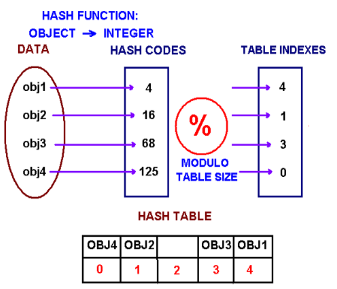 HASH FUNCTION:
OBJECT → INTEGER
DATA HASH CODES TABLE INDEXES
obj1 4 4
obj2 16 1
obj3 68 3
obj4 125 0
%
MODULO
TABLE SIZE
HASH TABLE
OBJ4 OBJ2 OBJ3 OBJ1
0 1 2 3 4